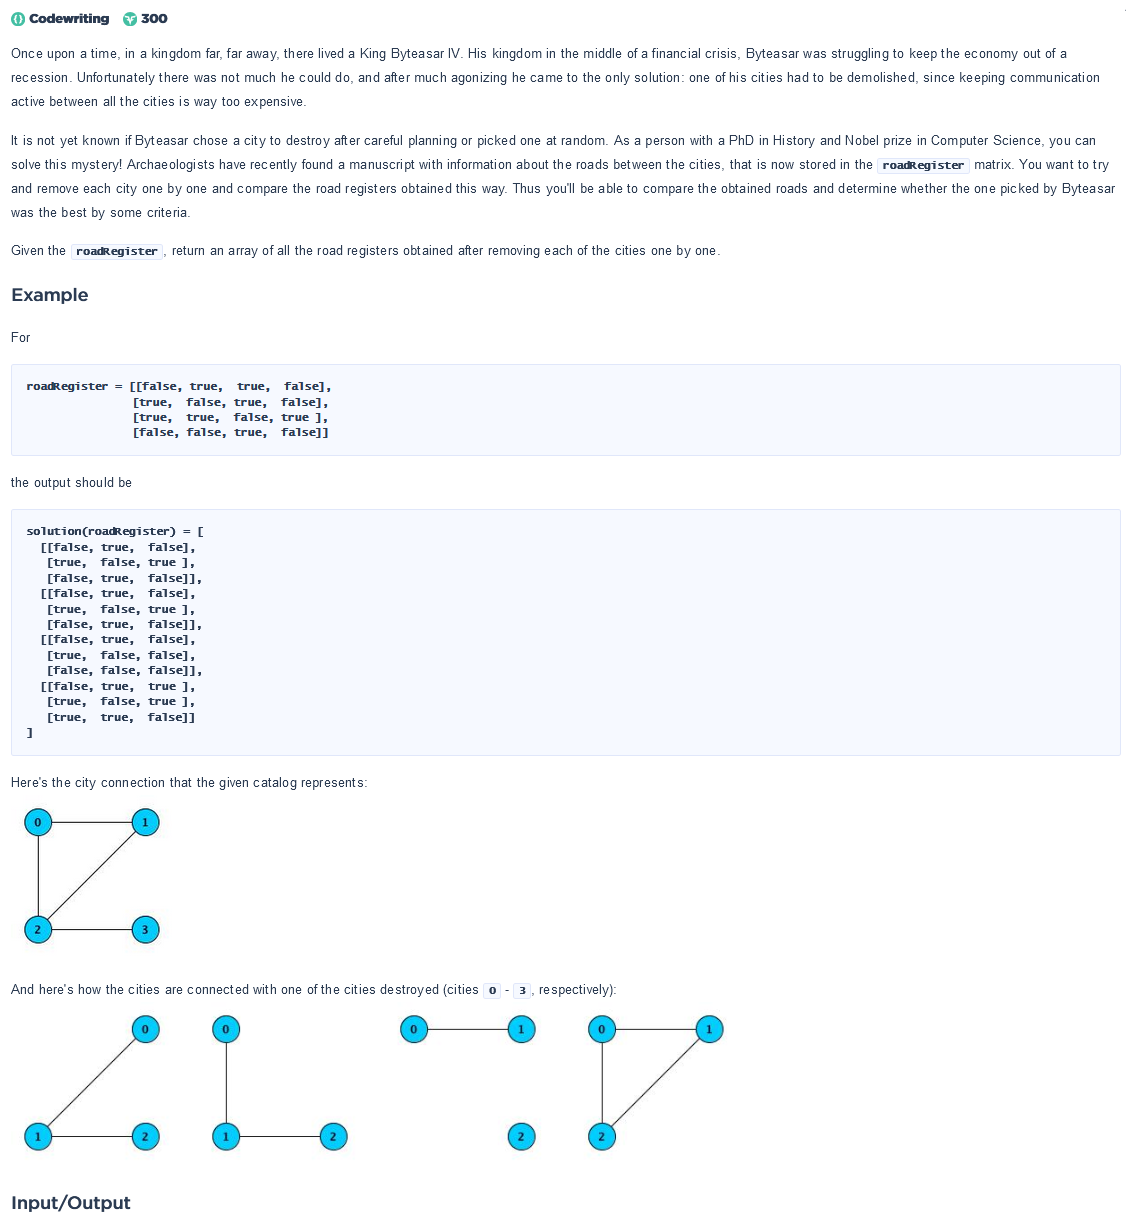 Codewriting 300
Once upon a time, in a kingdom far, far away, there lived a King Byteasar IV. His kingdom in the middle of a financial crisis, Byteasar was struggling to keep the economy out of a
recession. Unfortunately there was not much he could do, and after much agonizing he came to the only solution: one of his cities had to be demolished, since keeping communication
active between all the cities is way too expensive.
It is not yet known if Byteasar chose a city to destroy after careful planning or picked one at random. As a person with a PhD in History and Nobel prize in Computer Science, you can
solve this mystery! Archaeologists have recently found a manuscript with information about the roads between the cities, that is now stored in the roadRegister matrix. You want to try
and remove each city one by one and compare the road registers obtained this way. Thus you'll be able to compare the obtained roads and determine whether the one picked by Byteasar
was the best by some criteria.
Given the roadRegister, return an array of all the road registers obtained after removing each of the cities one by one.
Example
For
roadRegister = [[false, true, true, false],
[true, false, true, false],
[true, true, false, true ],
[false, false, true, false]]
the output should be
solution(roadRegister) = [
[[false, true, false],
[true, false, true ],
[false, true, false]],
[[false, true, false],
[true, false, true ],
[false, true, false]],
[[false, true, false],
[true, false, false],
[false, false, false]],
[[false, true, true ],
[true, false, true ],
[true, true, false]]
]
Here's the city connection that the given catalog represents:
0 1
2 3
And here's how the cities are connected with one of the cities destroyed (cities 0 - 3, respectively):
0 0 0 1 0 1
1 2 1 2 2 2
Input/Output